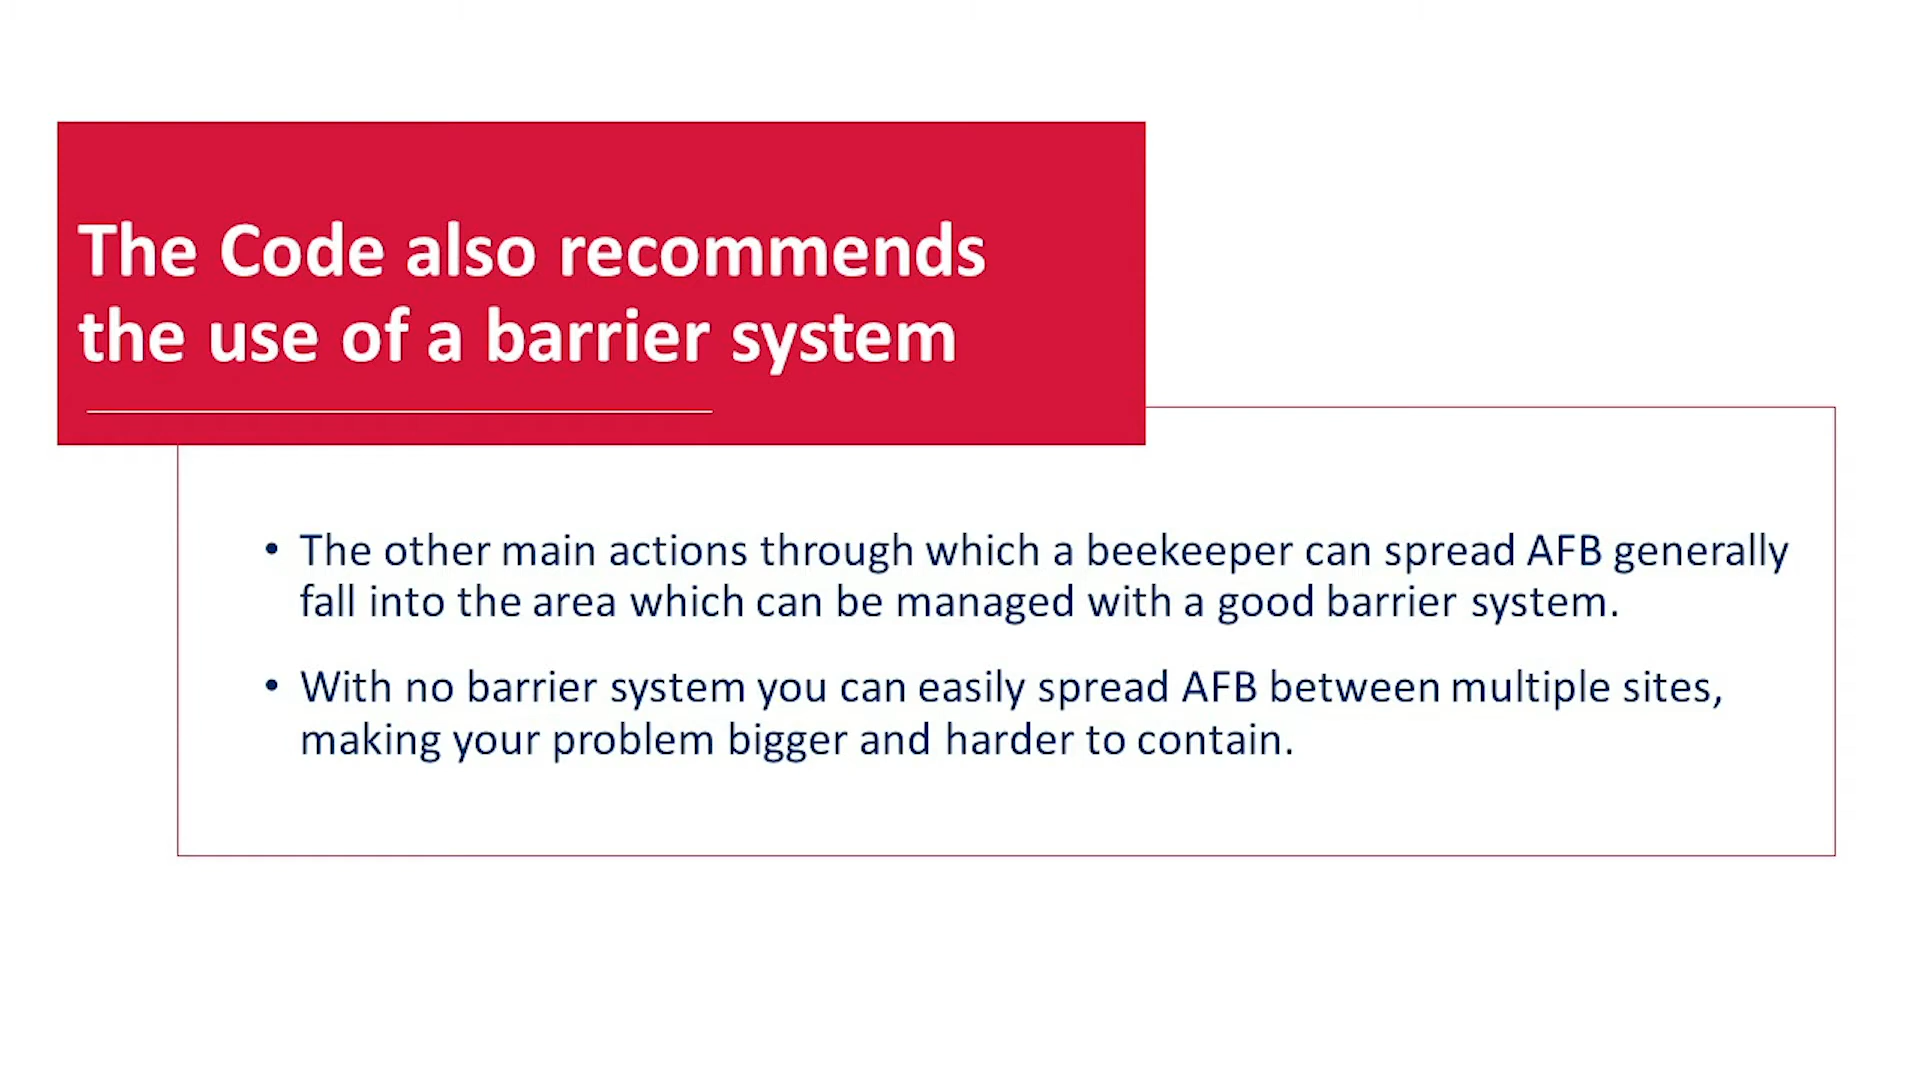 The Code also recommends
the use of a barrier system
• The other main actions through which a beekeeper can spread AFB generally
fall into the area which can be managed with a good barrier system.
• With no barrier system you can easily spread AFB between multiple sites,
making your problem bigger and harder to contain.